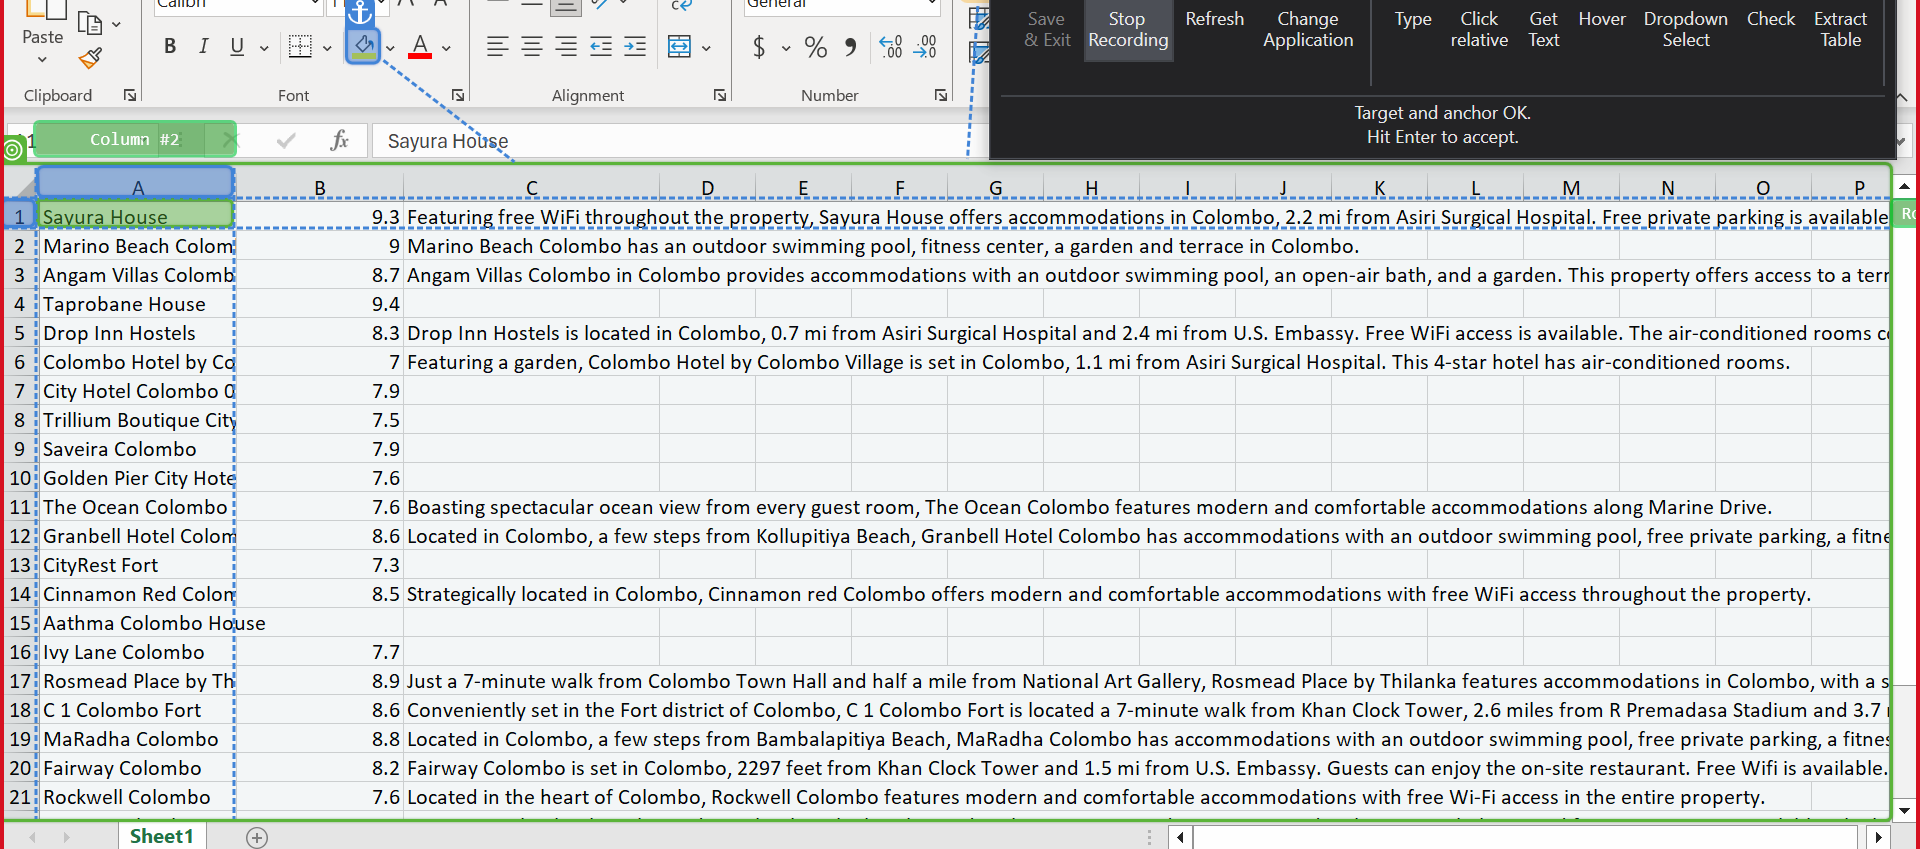 Calibri
General
Paste
B I U
A
$ % 9 .00 .00
Clipboard
Font
Alignment
Number
Save & Exit
Stop Recording
Refresh
Change Application
Type
Click relative
Get Text
Hover
Dropdown Select
Check
Extract Table
Target and anchor OK.
Hit Enter to accept.
Column #2
fx
Sayura House
A B C D E F G H I J K L M N O P
1 Sayura House 9.3 Featuring free WiFi throughout the property, Sayura House offers accommodations in Colombo, 2.2 mi from Asiri Surgical Hospital. Free private parking is available
2 Marino Beach Colom 9 Marino Beach Colombo has an outdoor swimming pool, fitness center, a garden and terrace in Colombo.
3 Angam Villas Colomb 8.7 Angam Villas Colombo in Colombo provides accommodations with an outdoor swimming pool, an open-air bath, and a garden. This property offers access to a terr
4 Taprobane House 9.4
5 Drop Inn Hostels 8.3 Drop Inn Hostels is located in Colombo, 0.7 mi from Asiri Surgical Hospital and 2.4 mi from U.S. Embassy. Free WiFi access is available. The air-conditioned rooms c
6 Colombo Hotel by Co 7 Featuring a garden, Colombo Hotel by Colombo Village is set in Colombo, 1.1 mi from Asiri Surgical Hospital. This 4-star hotel has air-conditioned rooms.
7 City Hotel Colombo 0 7.9
8 Trillium Boutique City 7.5
9 Saveira Colombo 7.9
10 Golden Pier City Hote 7.6
11 The Ocean Colombo 7.6 Boasting spectacular ocean view from every guest room, The Ocean Colombo features modern and comfortable accommodations along Marine Drive.
12 Granbell Hotel Colom 8.6 Located in Colombo, a few steps from Kollupitiya Beach, Granbell Hotel Colombo has accommodations with an outdoor swimming pool, free private parking, a fitne
13 CityRest Fort 7.3
14 Cinnamon Red Colom 8.5 Strategically located in Colombo, Cinnamon red Colombo offers modern and comfortable accommodations with free WiFi access throughout the property.
15 Aathma Colombo House
16 Ivy Lane Colombo 7.7
17 Rosmead Place by Th 8.9 Just a 7-minute walk from Colombo Town Hall and half a mile from National Art Gallery, Rosmead Place by Thilanka features accommodations in Colombo, with a s
18 C 1 Colombo Fort 8.6 Conveniently set in the Fort district of Colombo, C 1 Colombo Fort is located a 7-minute walk from Khan Clock Tower, 2.6 miles from R Premadasa Stadium and 3.7
19 MaRadha Colombo 8.8 Located in Colombo, a few steps from Bambalapitiya Beach, MaRadha Colombo has accommodations with an outdoor swimming pool, free private parking, a fitnes
20 Fairway Colombo 8.2 Fairway Colombo is set in Colombo, 2297 feet from Khan Clock Tower and 1.5 mi from U.S. Embassy. Guests can enjoy the on-site restaurant. Free Wifi is available.
21 Rockwell Colombo 7.6 Located in the heart of Colombo, Rockwell Colombo features modern and comfortable accommodations with free Wi-Fi access in the entire property.
Sheet1